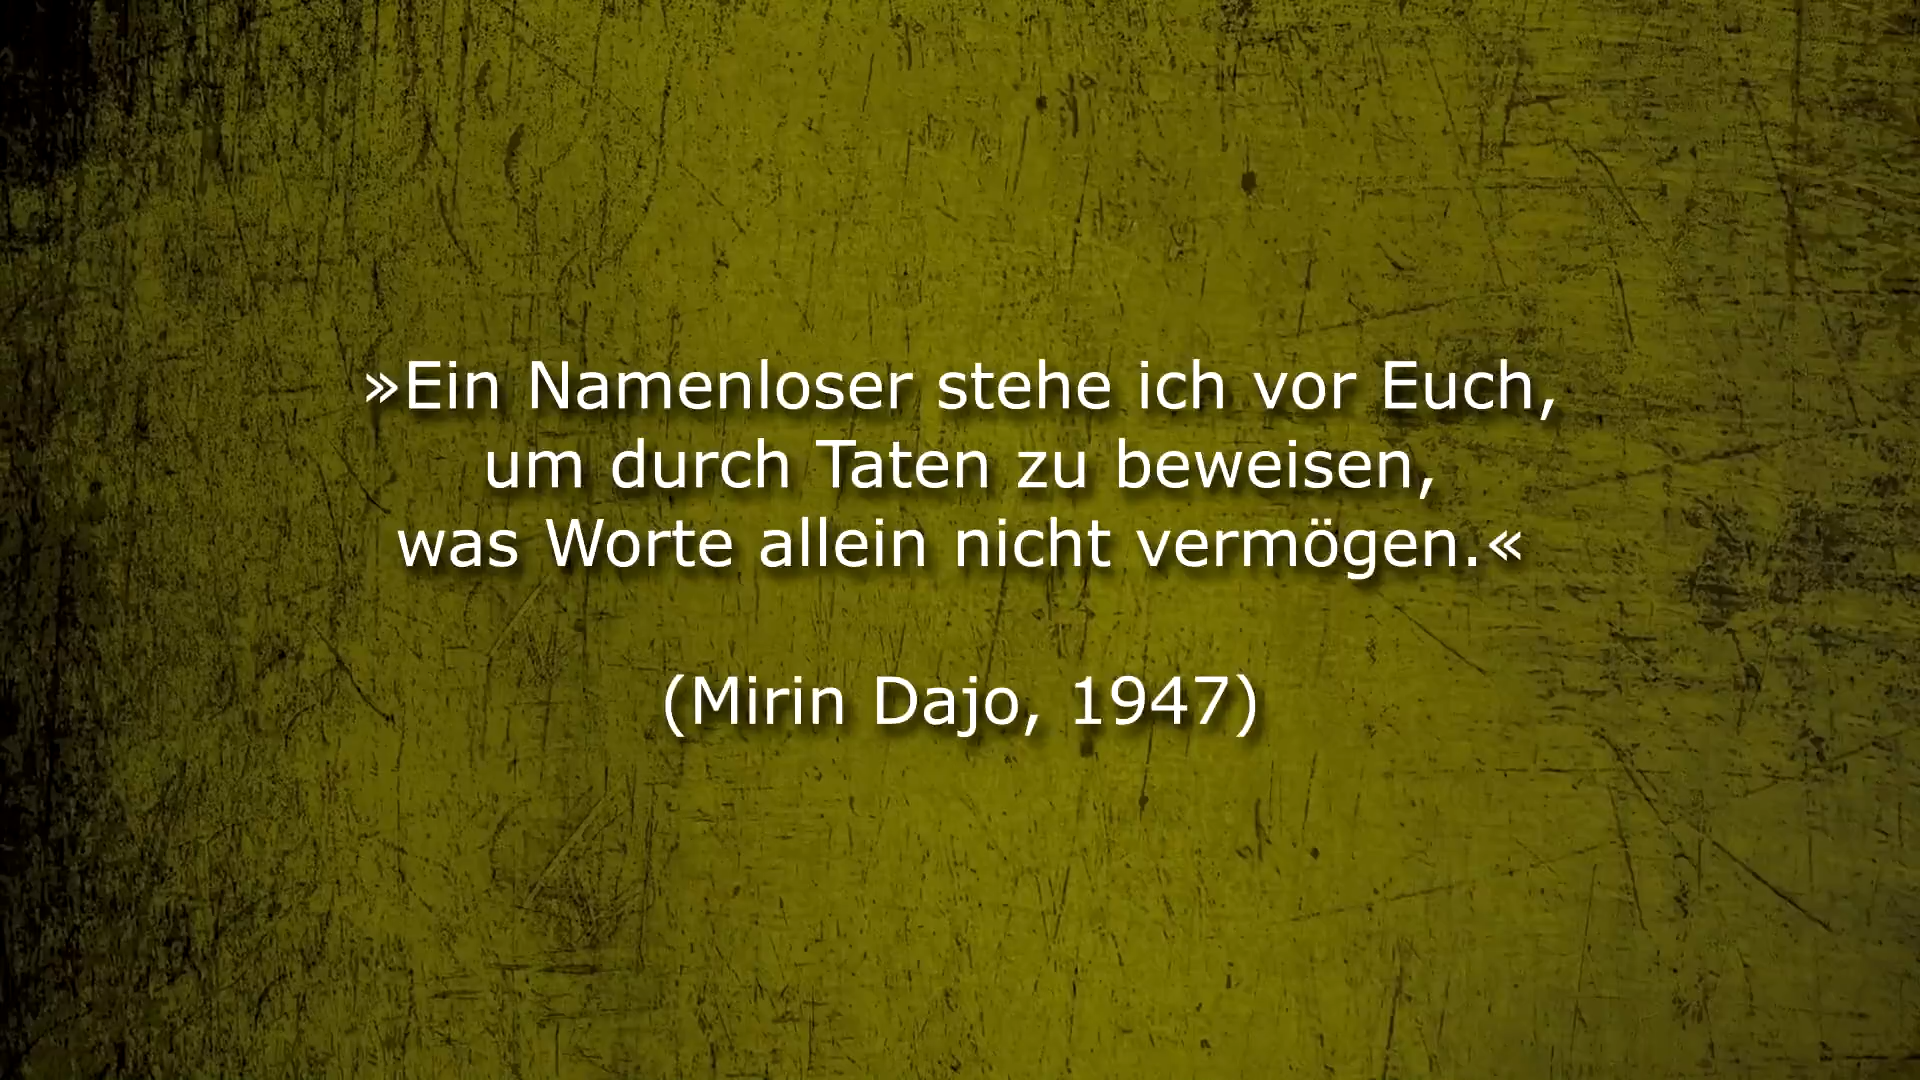 »Ein Namenloser stehe ich vor Euch,
um durch Taten zu beweisen,
was Worte allein nicht vermögen.«
(Mirin Dajo, 1947)